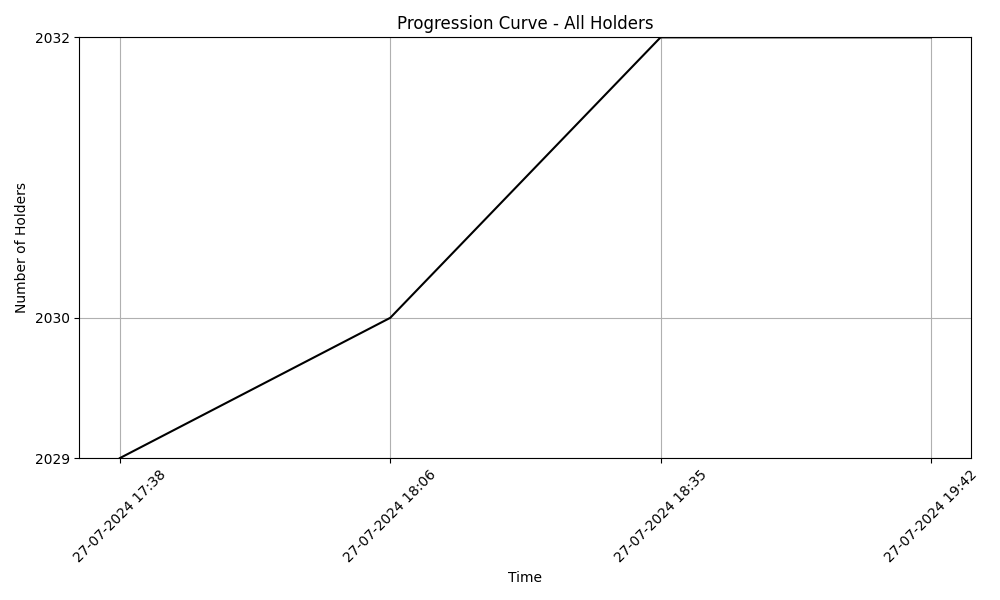 Progression Curve - All Holders
2032
2030
2029
Number of Holders
27-07-2024 17:38
27-07-2024 18:06
27-07-2024 18:35
27-07-2024 19:42
Time